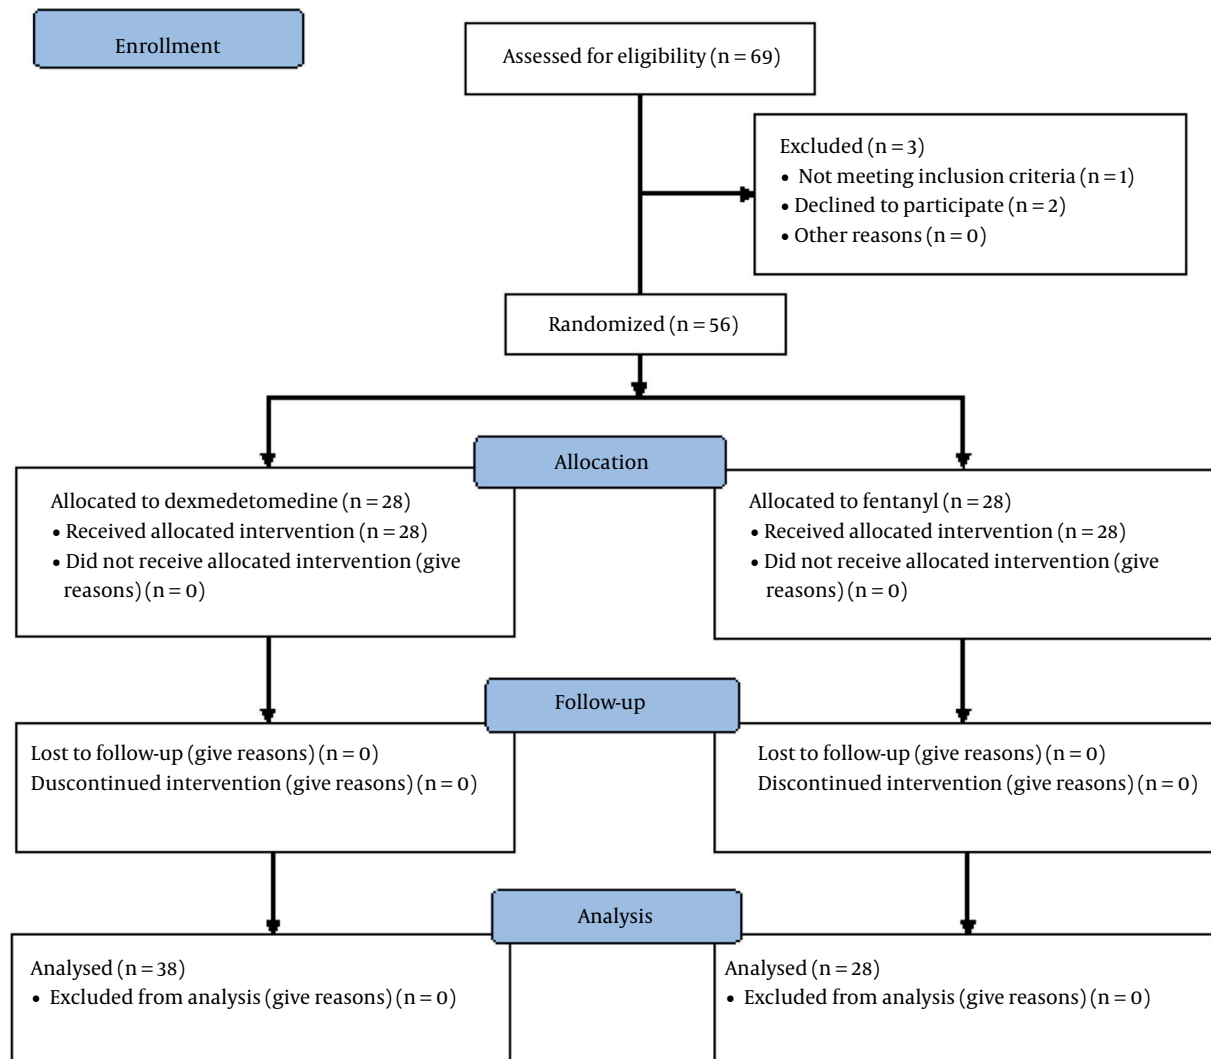 Enrollment
Assessed for eligibility (n = 69)
Excluded (n = 3)
• Not meeting inclusion criteria (n = 1)
• Declined to participate (n = 2)
• Other reasons (n = 0)
Randomized (n = 56)
Allocation
Allocated to dexmedetomedine (n = 28)
• Received allocated intervention (n = 28)
• Did not receive allocated intervention (give
reasons) (n = 0)
Allocated to fentanyl (n = 28)
• Received allocated intervention (n = 28)
• Did not receive allocated intervention (give
reasons) (n = 0)
Follow-up
Lost to follow-up (give reasons) (n = 0)
Duscontinued intervention (give reasons) (n = 0)
Lost to follow-up (give reasons) (n = 0)
Discontinued intervention (give reasons) (n = 0)
Analysis
Analysed (n = 38)
• Excluded from analysis (give reasons) (n = 0)
Analysed (n = 28)
• Excluded from analysis (give reasons) (n = 0)